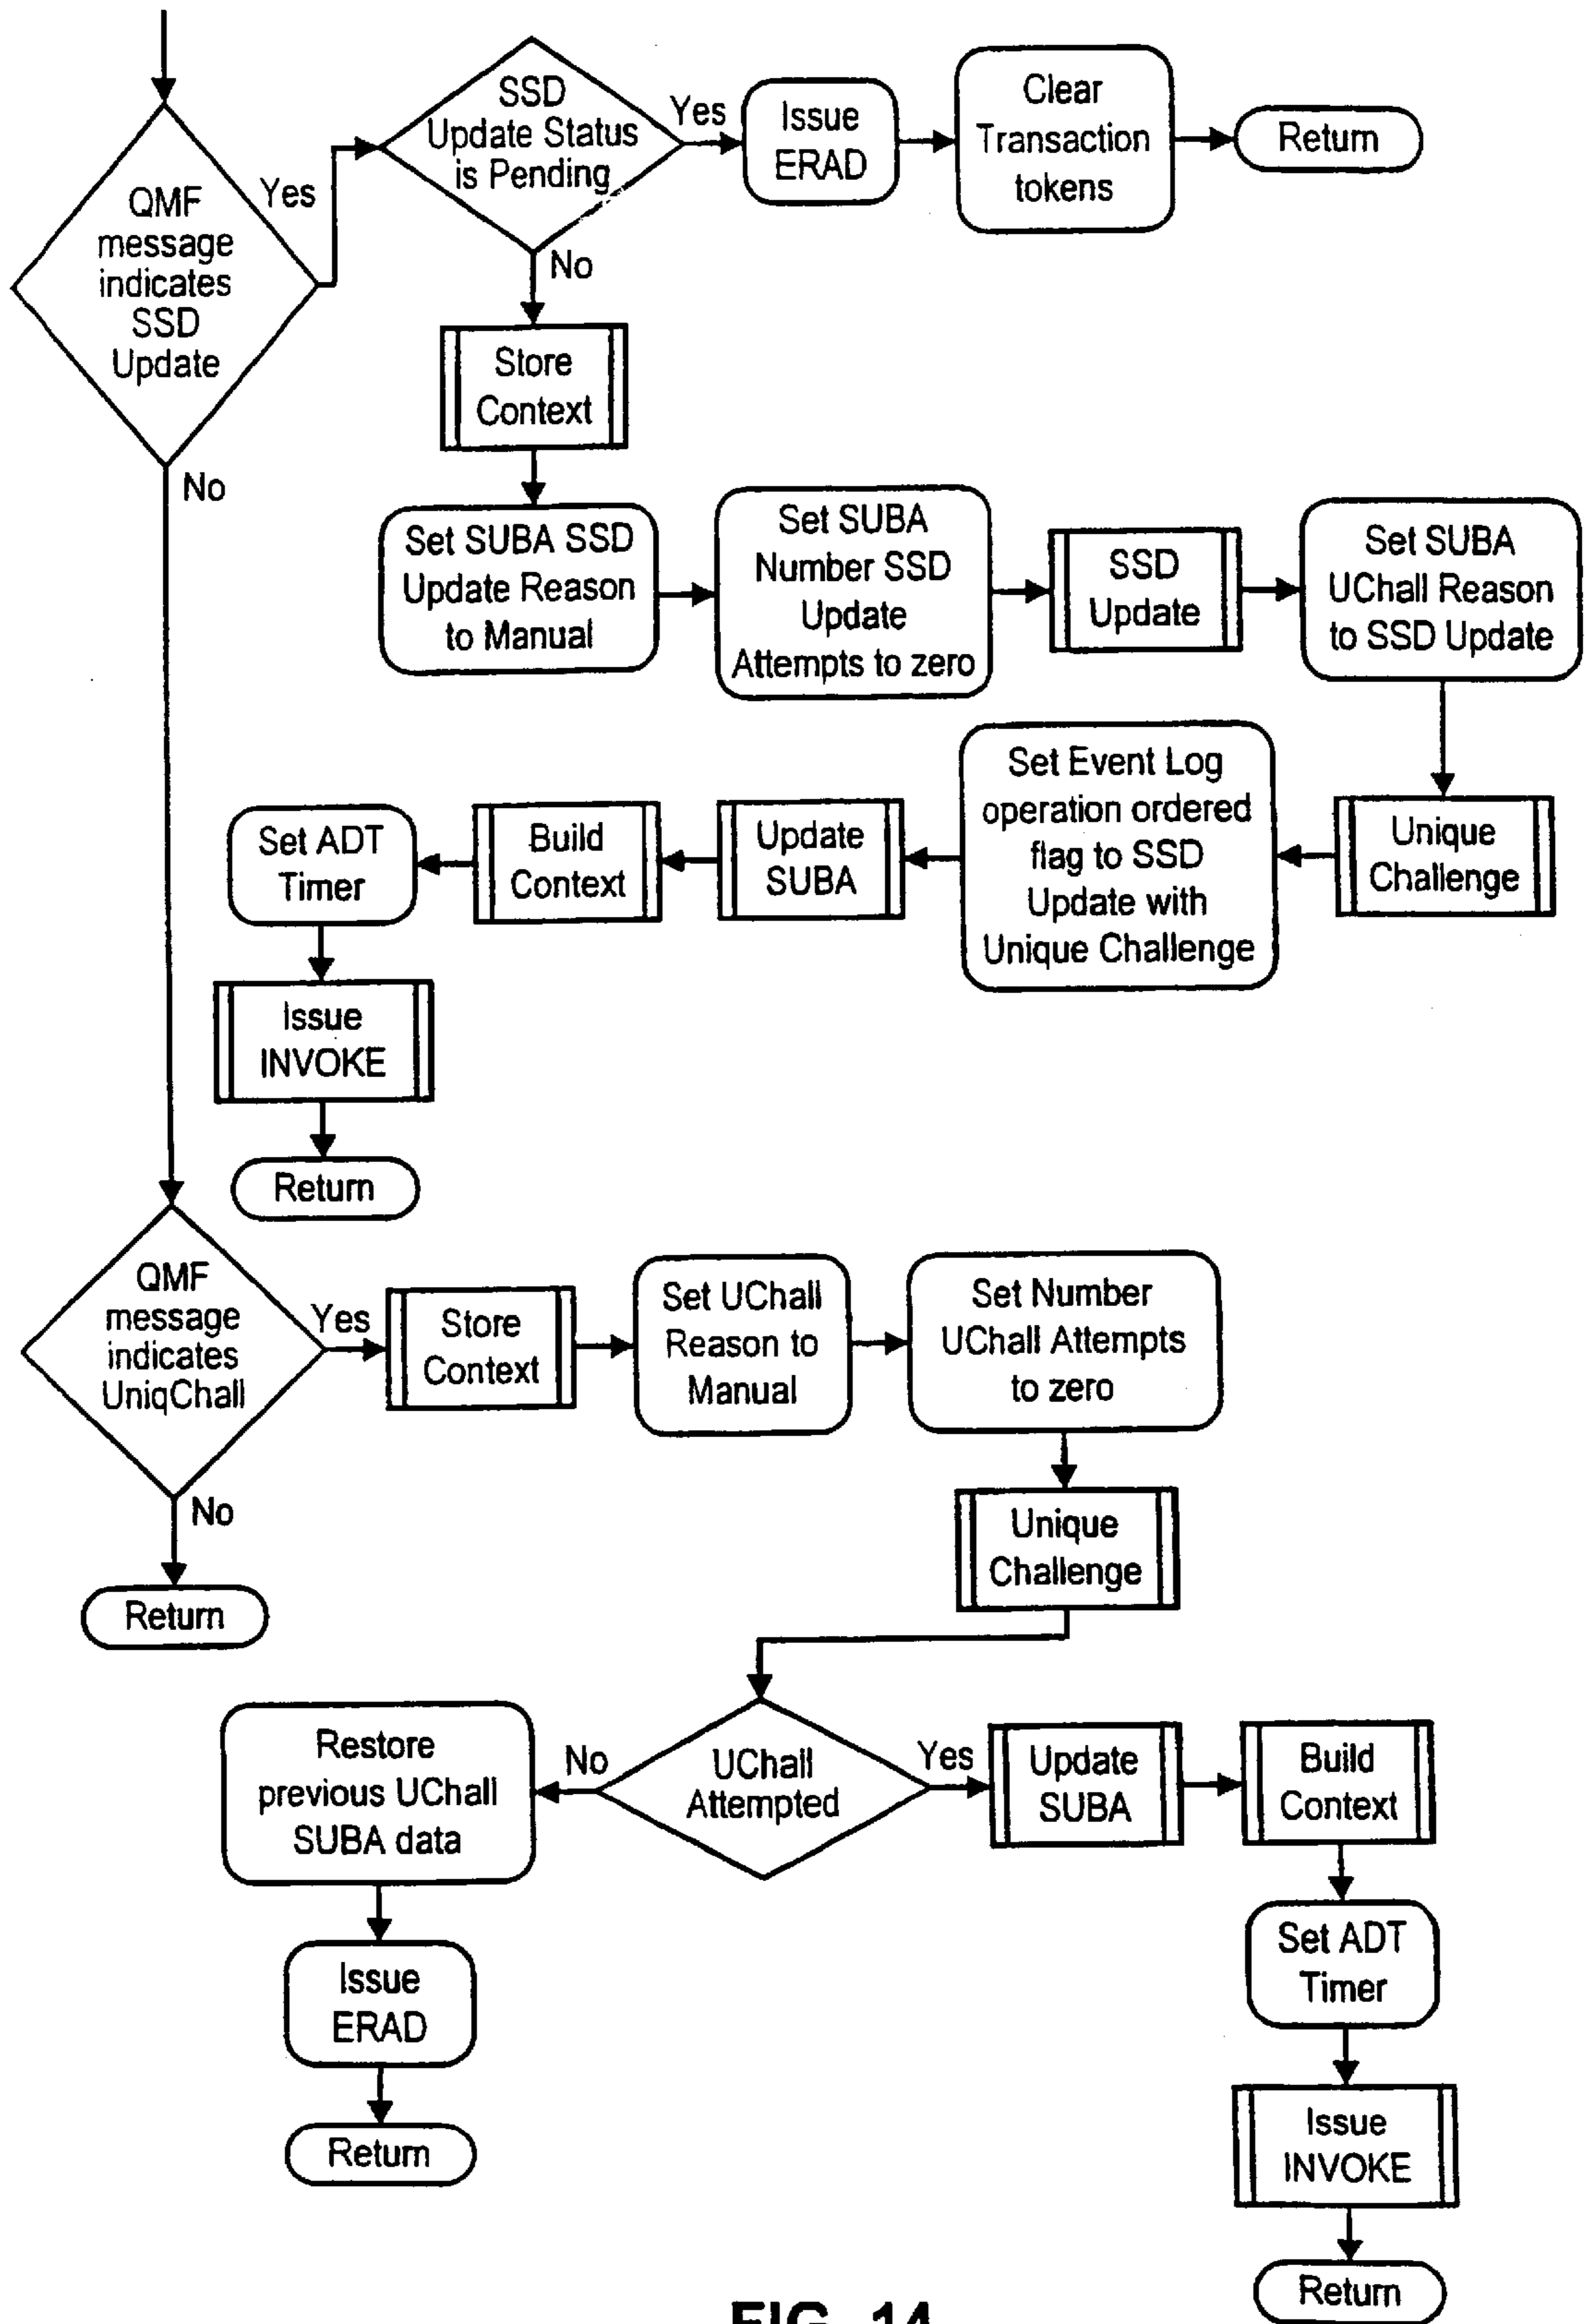 SSD
Update Status
is Pending
Yes
Issue
ERAD
Clear
Transaction
tokens
Return
QMF
message
indicates
SSD
Update
Yes
No
No
Store
Context
Set SUBA SSD
Update Reason
to Manual
Set SUBA
Number SSD
Update
Attempts to zero
SSD
Update
Set SUBA
UChall Reason
to SSD Update
Unique
Challenge
Set Event Log
operation ordered
flag to SSD
Update with
Unique Challenge
Update
SUBA
Build
Context
Set ADT
Timer
Issue
INVOKE
Return
QMF
message
indicates
UniqChall
Yes
No
Return
Store
Context
Set UChall
Reason to
Manual
Set Number
UChall Attempts
to zero
Unique
Challenge
UChall
Attempted
No
Restore
previous UChall
SUBA data
Issue
ERAD
Return
Yes
Update
SUBA
Build
Context
Set ADT
Timer
Issue
INVOKE
Return
FIG. 14